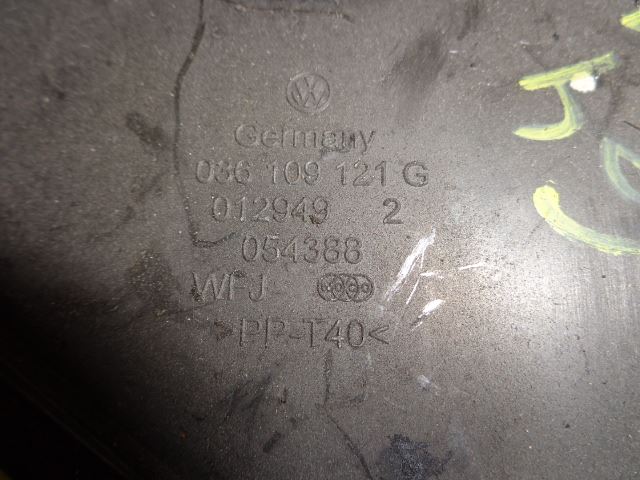 Germany
036 109 121 G
012949 2
054388
WFJ
>PP-T40<